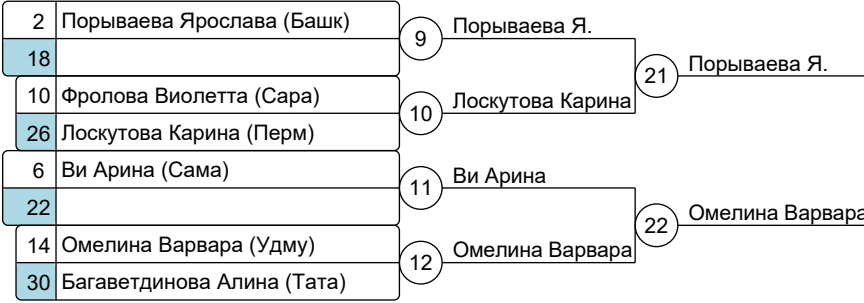 2 Порываева Ярослава (Башк)
Порываева Я.
9
18
Порываева Я.
21
10 Фролова Виолетта (Сара)
Лоскутова Карина
10
26 Лоскутова Карина (Перм)
6 Ви Арина (Сама)
Ви Арина
11
22
Омелина Варвара
22
14 Омелина Варвара (Удму)
Омелина Варвара
12
30 Багаветдинова Алина (Тата)